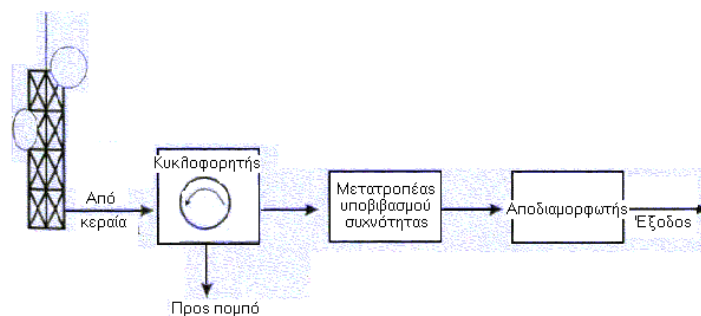 Κυκλοφορητής
Από
κεραία
Μετατροπέας
υποβιβασμού
συχνότητας
Αποδιαμορφωτής
Έξοδος
Προς πομπό